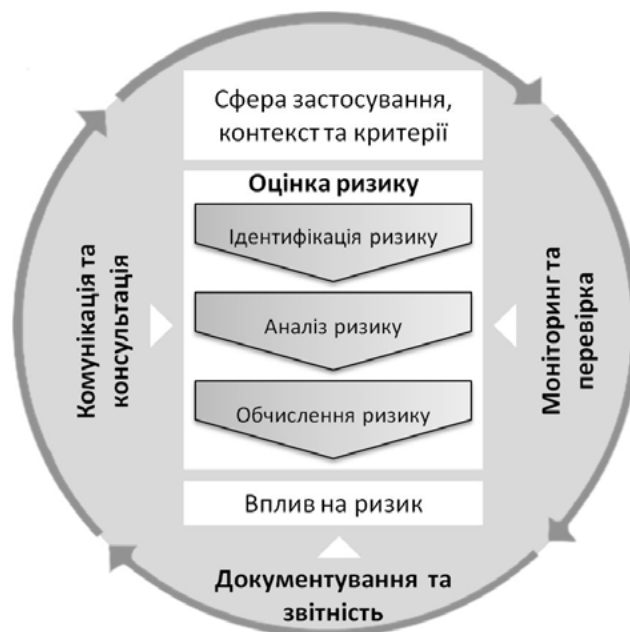 Сфера застосування,
контекст та критерії
Оцінка ризику
Ідентифікація ризику
Аналіз ризику
Обчислення ризику
Вплив на ризик
Комунікація та
консультація
Моніторинг та
перевірка
Документування та
звітність